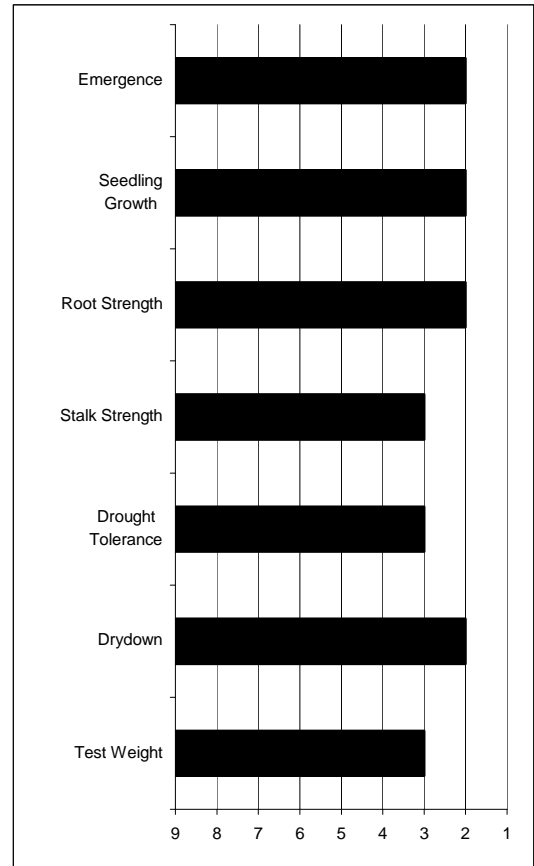 Emergence
Seedling
Growth
Root Strength
Stalk Strength
Drought
Tolerance
Drydown
Test Weight
9 8 7 6 5 4 3 2 1